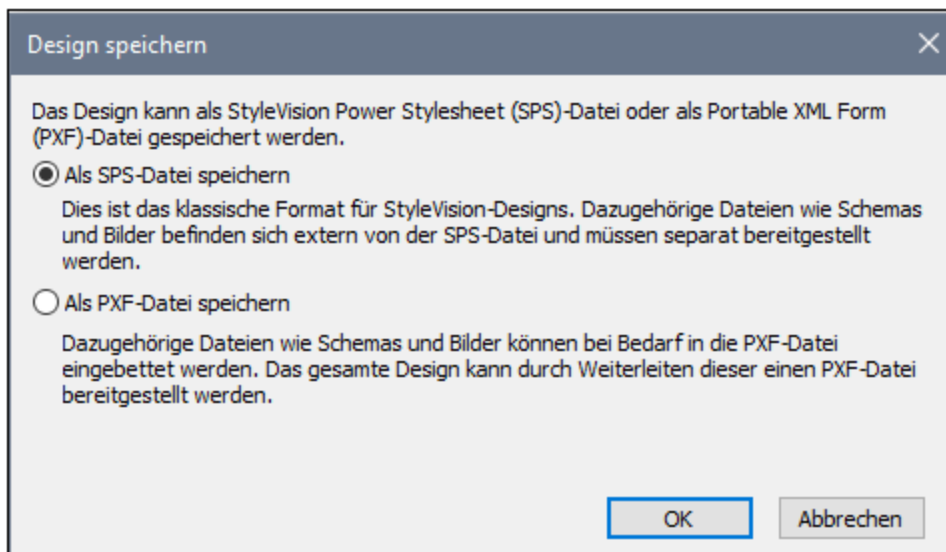 Design speichern
Das Design kann als StyleVision Power Stylesheet (SPS)-Datei oder als Portable XML Form
(PXF)-Datei gespeichert werden.
Als SPS-Datei speichern
Dies ist das klassische Format für StyleVision-Designs. Dazugehörige Dateien wie Schemas
und Bilder befinden sich extern von der SPS-Datei und müssen separat bereitgestellt
werden.
Als PXF-Datei speichern
Dazugehörige Dateien wie Schemas und Bilder können bei Bedarf in die PXF-Datei
eingebettet werden. Das gesamte Design kann durch Weiterleiten dieser einen PXF-Datei
bereitgestellt werden.
OK Abbrechen